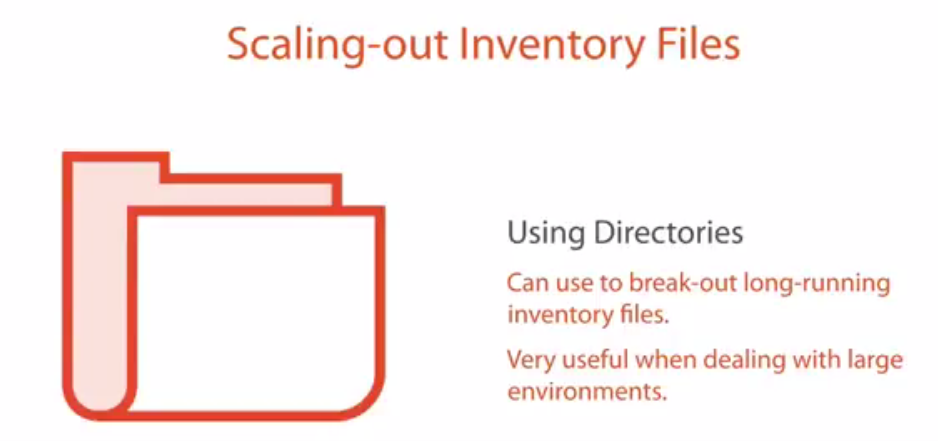 Scaling-out Inventory Files
Using Directories
Can use to break-out long-running
inventory files.
Very useful when dealing with large
environments.